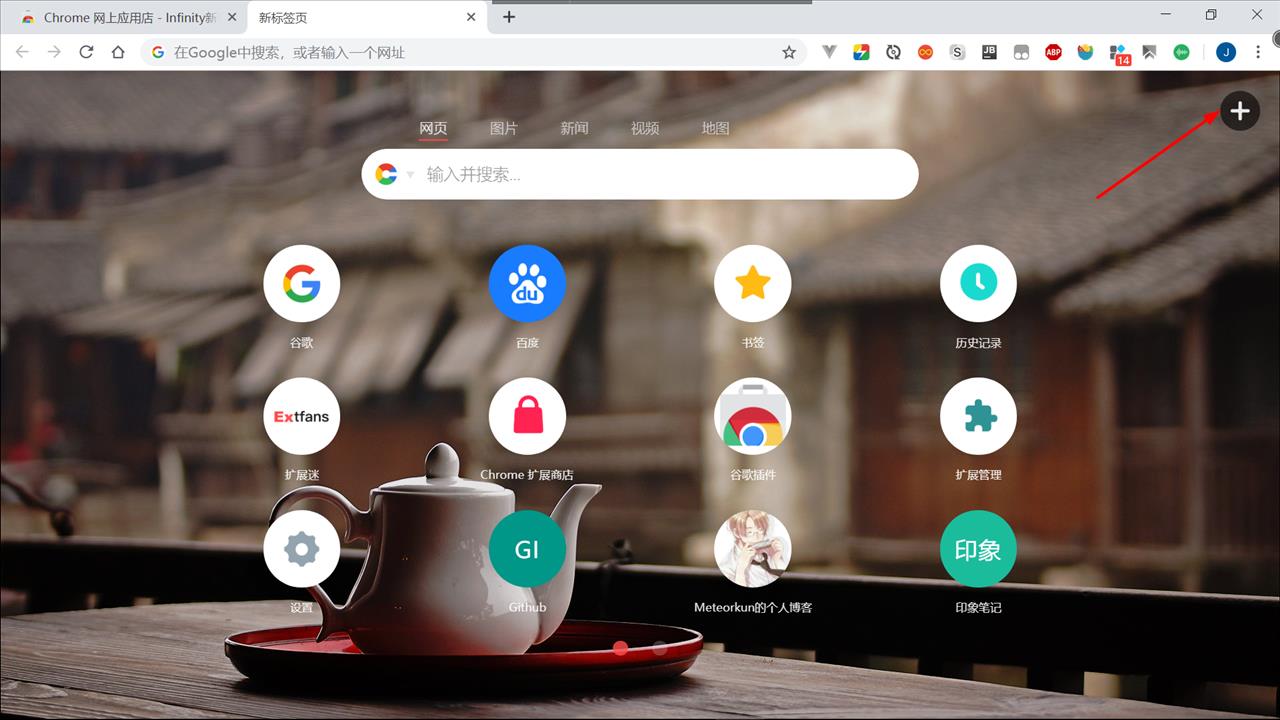 Chrome 网上应用店 - Infinity新
新标签页
在Google中搜索，或者输入一个网址
S
JB
ABP
14
J
网页 图片 新闻 视频 地图
输入并搜索...
du
谷歌 百度 书签 历史记录
Extfans
扩展迷 Chrome 扩展商店 谷歌插件 扩展管理
GI 印象
设置 Github Meteorkun的个人博客 印象笔记